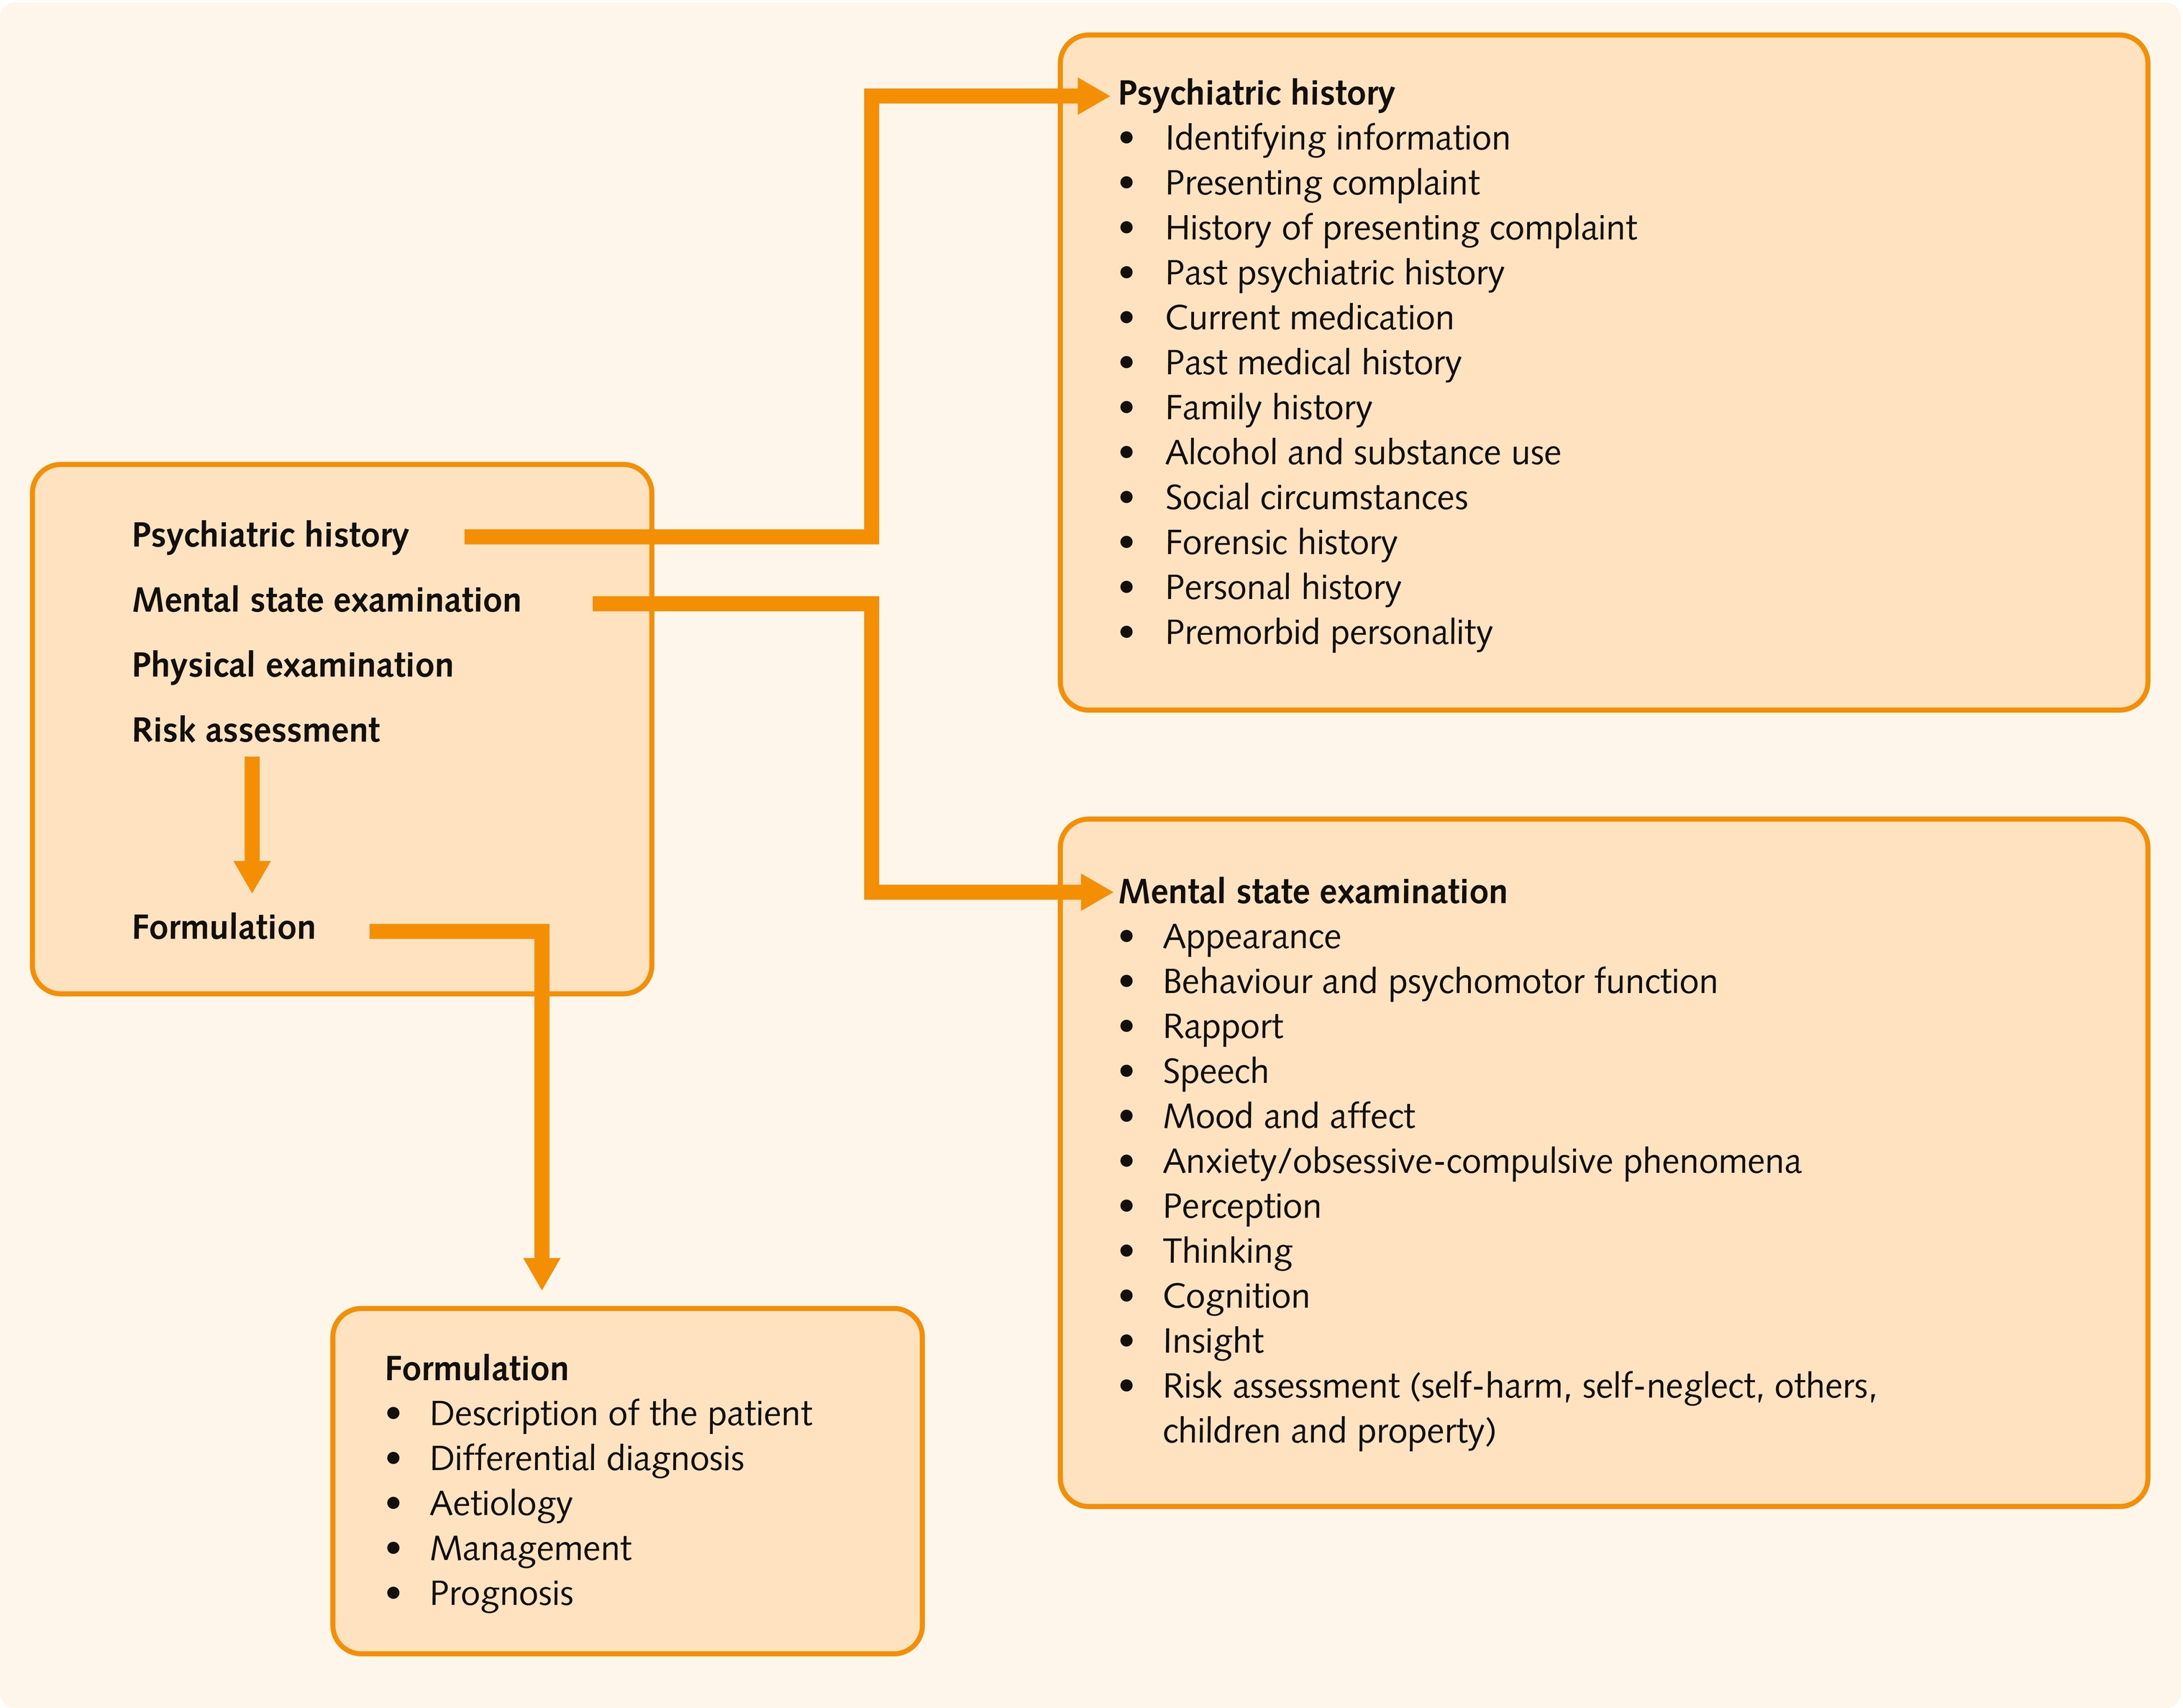 Psychiatric history
Mental state examination
Physical examination
Risk assessment
Formulation
Psychiatric history
• Identifying information
• Presenting complaint
• History of presenting complaint
• Past psychiatric history
• Current medication
• Past medical history
• Family history
• Alcohol and substance use
• Social circumstances
• Forensic history
• Personal history
• Premorbid personality
Mental state examination
• Appearance
• Behaviour and psychomotor function
• Rapport
• Speech
• Mood and affect
• Anxiety/obsessive-compulsive phenomena
• Perception
• Thinking
• Cognition
• Insight
• Risk assessment (self-harm, self-neglect, others,
children and property)
Formulation
• Description of the patient
• Differential diagnosis
• Aetiology
• Management
• Prognosis